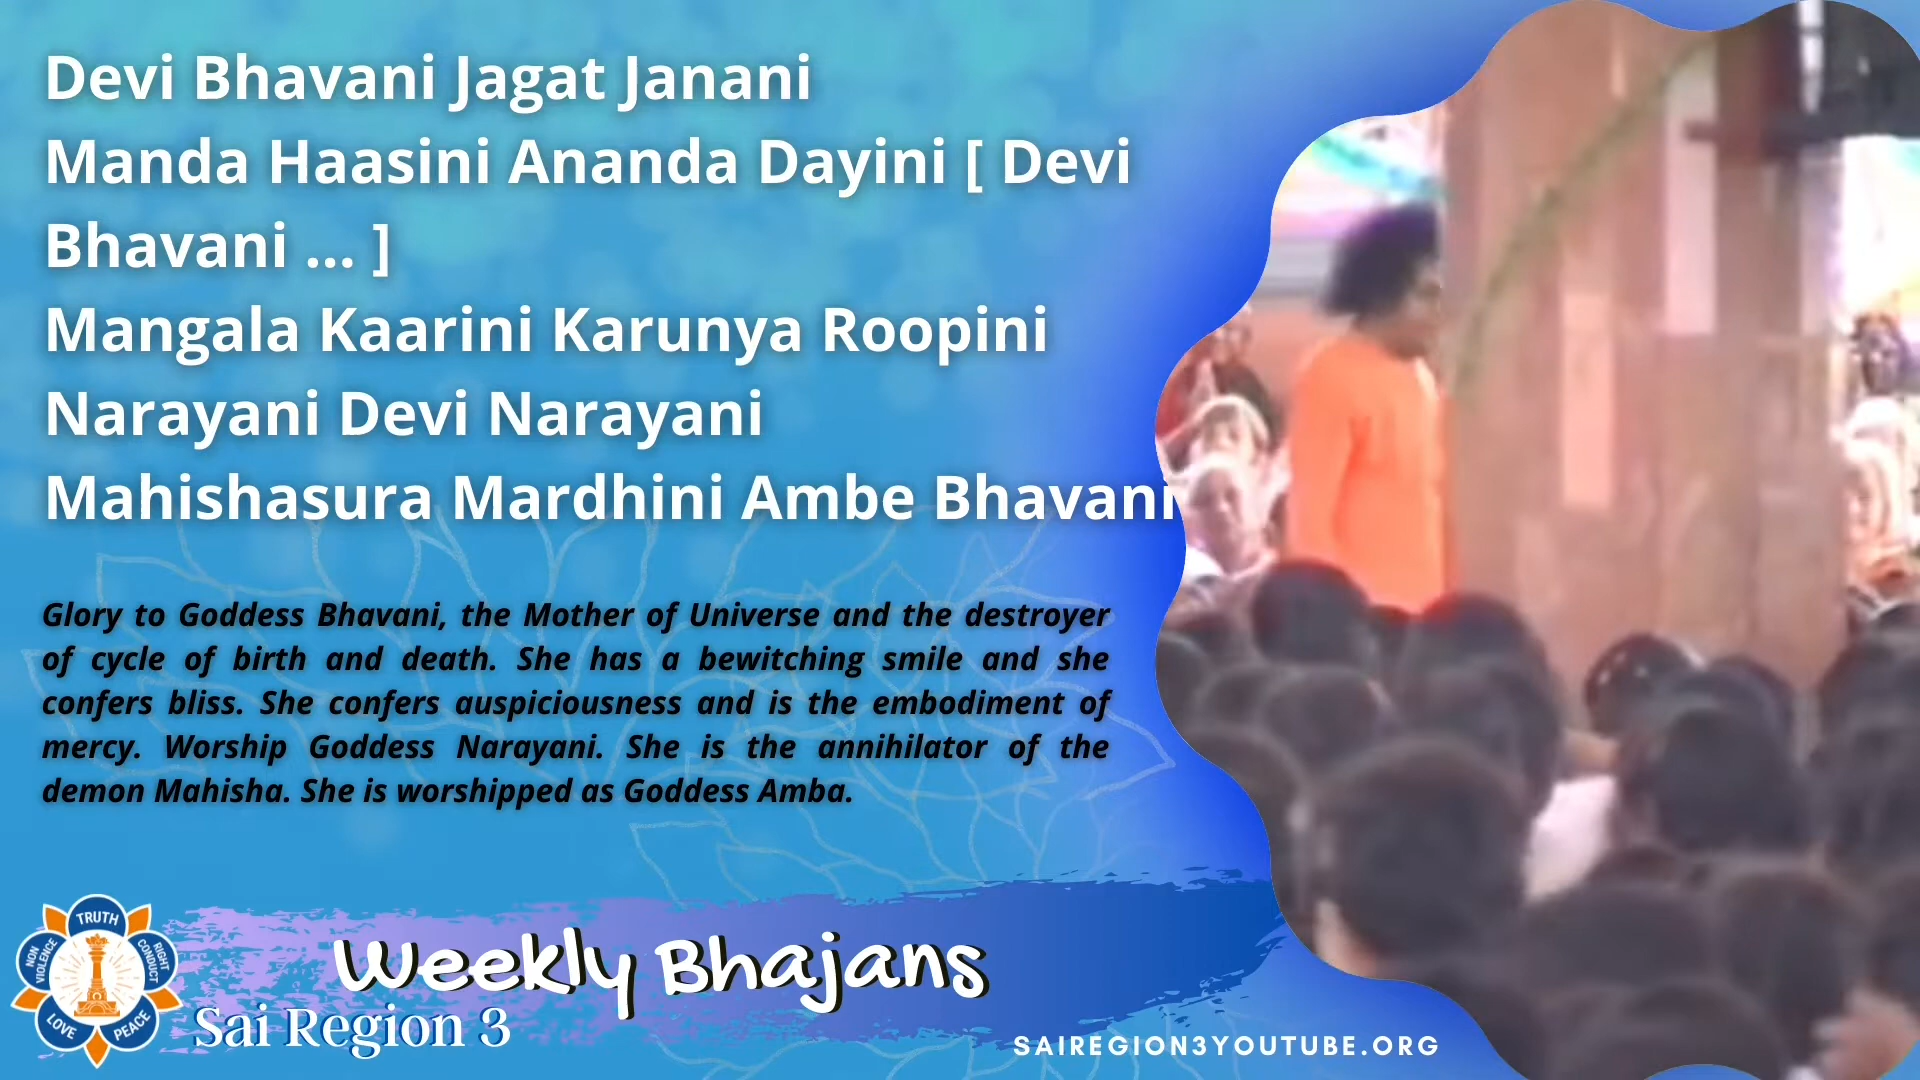 Devi Bhavani Jagat Janani
Manda Haasini Ananda Dayini [ Devi
Bhavani ... ]
Mangala Kaarini Karunya Roopini
Narayani Devi Narayani
Mahishasura Mardhini Ambe Bhavani
Glory to Goddess Bhavani, the Mother of Universe and the destroyer
of cycle of birth and death. She has a bewitching smile and she
confers bliss. She confers auspiciousness and is the embodiment of
mercy. Worship Goddess Narayani. She is the annihilator of the
demon Mahisha. She is worshipped as Goddess Amba.
TRUTH
NON
VIOLENCE
RIGHT
CONDUCT
LOVE
PEACE
Weekly Bhajans
Sai Region 3
SAIREGION3YOUTUBE.ORG